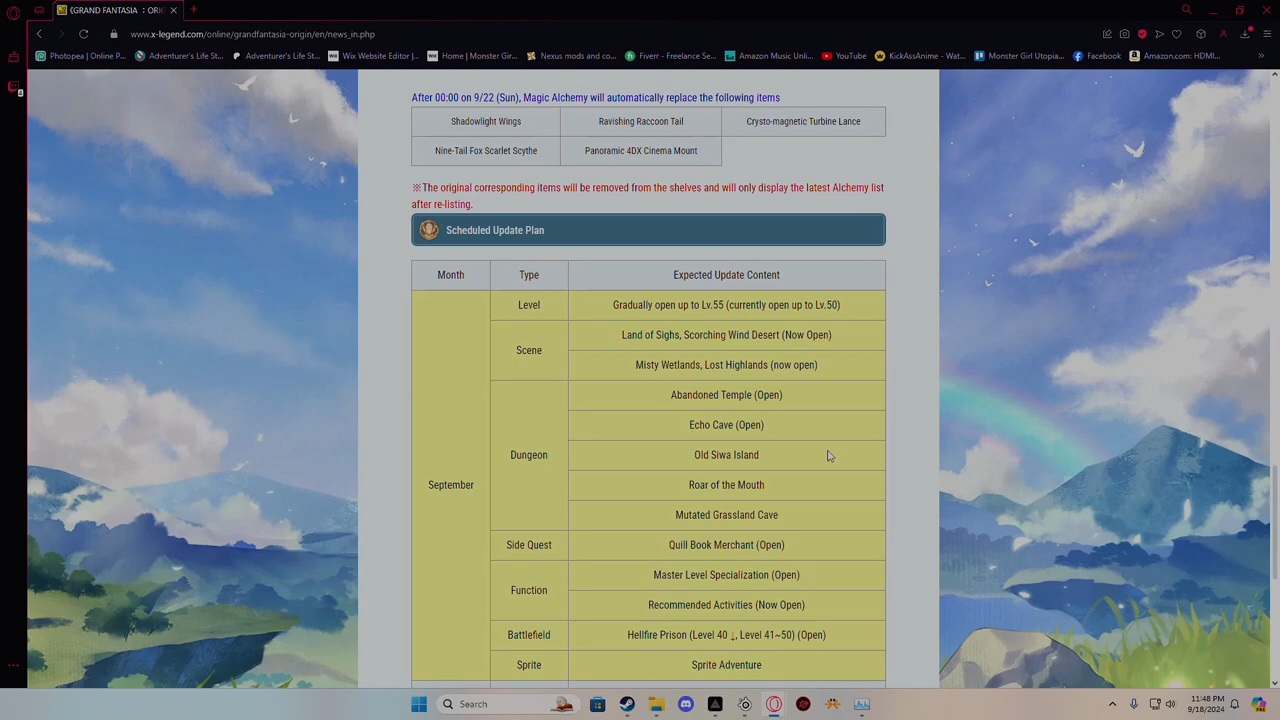 《GRAND FANTASIA : ORIG
www.x-legend.com/online/grandfantasia-origin/en/news_in.php
Photopea | Online P...
Adventurer's Life St...
Adventurer's Life St...
Wix Website Editor |...
Home | Monster Gir...
Nexus mods and co...
Fiverr - Freelance Se...
Amazon Music Unli...
YouTube
KickAssAnime - Wat...
Monster Girl Utopia...
Facebook
Amazon.com: HDMI...
After 00:00 on 9/22 (Sun), Magic Alchemy will automatically replace the following items
Shadowlight Wings
Ravishing Raccoon Tail
Crysto-magnetic Turbine Lance
Nine-Tail Fox Scarlet Scythe
Panoramic 4DX Cinema Mount
※The original corresponding items will be removed from the shelves and will only display the latest Alchemy list
after re-listing.
Scheduled Update Plan
Month
Type
Expected Update Content
September
Level
Gradually open up to Lv.55 (currently open up to Lv.50)
Scene
Land of Sighs, Scorching Wind Desert (Now Open)
Misty Wetlands, Lost Highlands (now open)
Dungeon
Abandoned Temple (Open)
Echo Cave (Open)
Old Siwa Island
Roar of the Mouth
Mutated Grassland Cave
Side Quest
Quill Book Merchant (Open)
Function
Master Level Specialization (Open)
Recommended Activities (Now Open)
Battlefield
Hellfire Prison (Level 40 ↓, Level 41~50) (Open)
Sprite
Sprite Adventure
Search
11:48 PM
9/18/2024